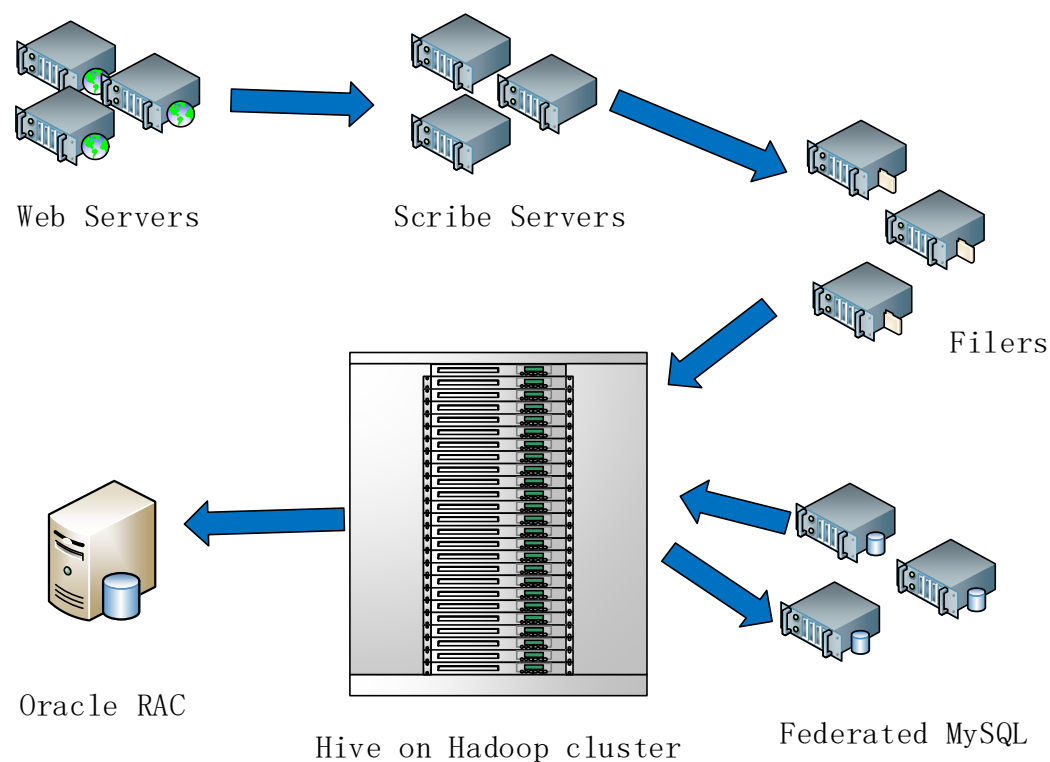 Web Servers
Scribe Servers
Filers
Oracle RAC
Hive on Hadoop cluster
Federated MySQL